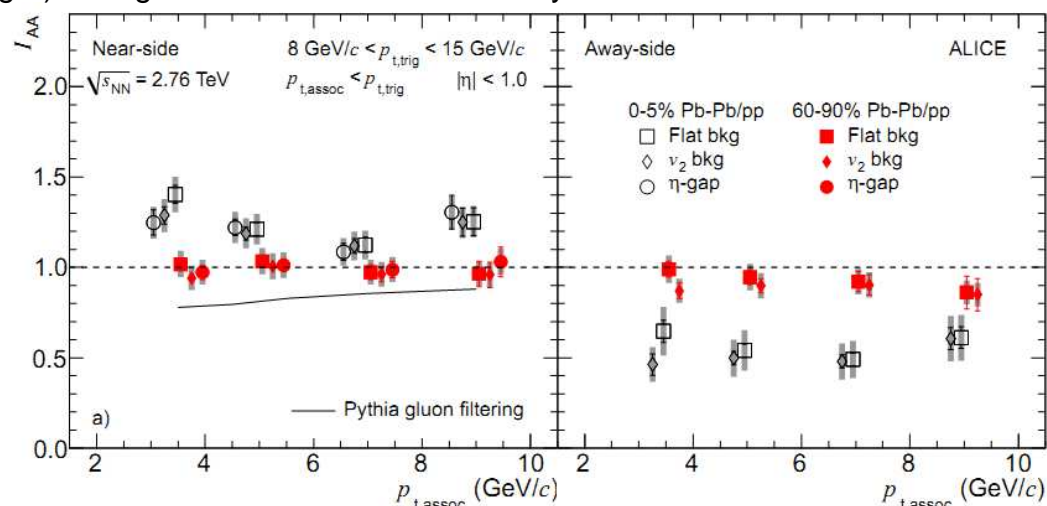 I_AA
Near-side 8 GeV/c < p_t,trig < 15 GeV/c
√s_NN = 2.76 TeV p_t,assoc < p_t,trig |η| < 1.0
2.0
1.5
1.0
0.5
0.0
a)
Pythia gluon filtering
2 4 6 8 10
p_t,assoc (GeV/c)
Away-side ALICE
0-5% Pb-Pb/pp 60-90% Pb-Pb/pp
Flat bkg Flat bkg
v₂ bkg v₂ bkg
η-gap η-gap
2 4 6 8 10
p_t,assoc (GeV/c)